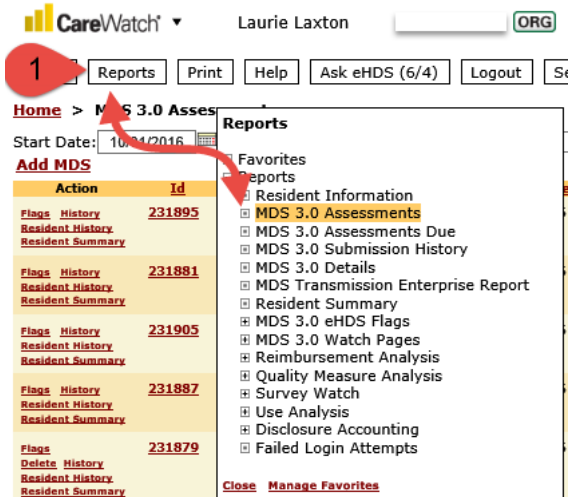 CareWatch Laurie Laxton ORG
1 Reports Print Help Ask eHDS (6/4) Logout
Home > MDS 3.0
Start Date: 10/01/2016
Add MDS
Action Id
Flags History 231895
Resident History
Resident Summary
Flags History 231881
Resident History
Resident Summary
Flags History 231905
Resident History
Resident Summary
Flags History 231887
Resident History
Resident Summary
Flags 231879
Delete History
Resident History
Resident Summary
Reports
Favorites
Reports
Resident Information
MDS 3.0 Assessments
MDS 3.0 Assessments Due
MDS 3.0 Submission History
MDS 3.0 Details
MDS Transmission Enterprise Report
Resident Summary
MDS 3.0 eHDS Flags
MDS 3.0 Watch Pages
Reimbursement Analysis
Quality Measure Analysis
Survey Watch
Use Analysis
Disclosure Accounting
Failed Login Attempts
Close Manage Favorites